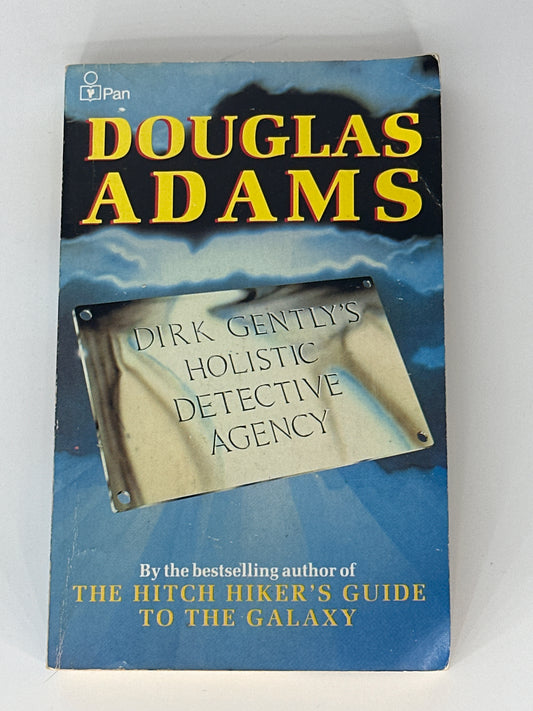 Pan
DOUGLAS
ADAMS
DIRK GENTLY'S
HOLISTIC
DETECTIVE
AGENCY
By the bestselling author of
THE HITCH HIKER'S GUIDE
TO THE GALAXY